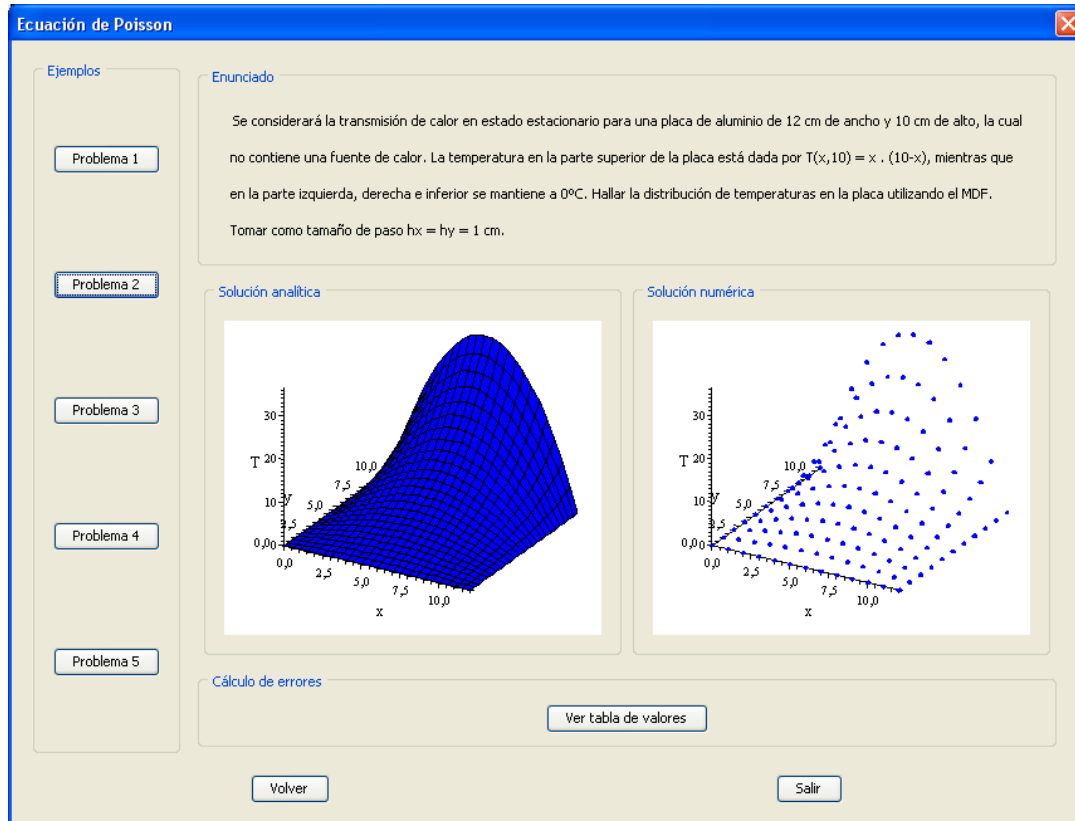 Ecuación de Poisson
Ejemplos
Problema 1
Problema 2
Problema 3
Problema 4
Problema 5
Enunciado
Se considerará la transmisión de calor en estado estacionario para una placa de aluminio de 12 cm de ancho y 10 cm de alto, la cual
no contiene una fuente de calor. La temperatura en la parte superior de la placa está dada por T(x,10) = x . (10-x), mientras que
en la parte izquierda, derecha e inferior se mantiene a 0ºC. Hallar la distribución de temperaturas en la placa utilizando el MDF.
Tomar como tamaño de paso hx = hy = 1 cm.
Solución analítica
30
20
T
10
0,0
0,0
2,5
5,0
7,5
10,0
y
2,5
5,0
7,5
10,0
x
Solución numérica
30
20
T
10
0,0
0,0
2,5
5,0
7,5
10,0
y
2,5
5,0
7,5
10,0
x
Cálculo de errores
Ver tabla de valores
Volver
Salir